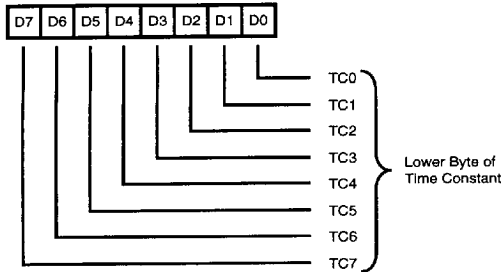 D7 D6 D5 D4 D3 D2 D1 D0
TC0
TC1
TC2
TC3
TC4
TC5
TC6
TC7
Lower Byte of
Time Constant